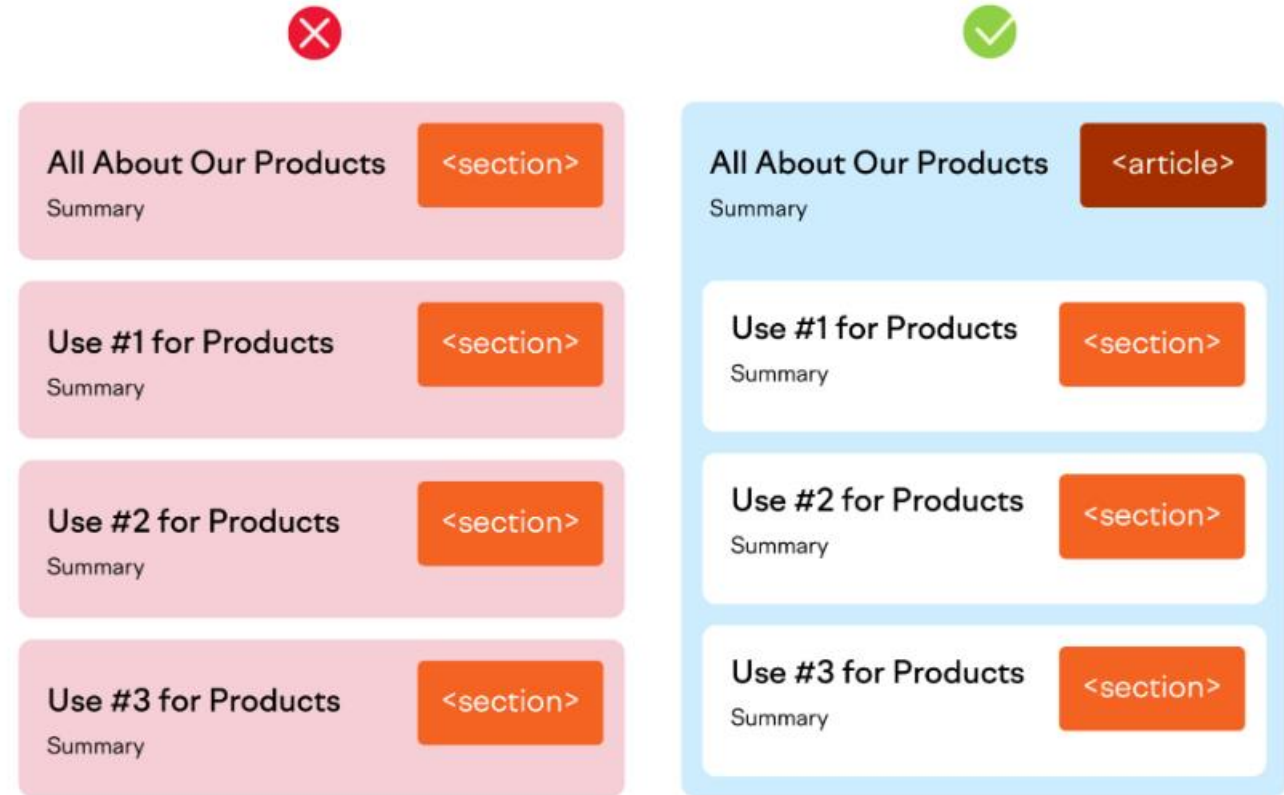 All About Our Products
<section>
Summary
Use #1 for Products
<section>
Summary
Use #2 for Products
<section>
Summary
Use #3 for Products
<section>
Summary
All About Our Products
<article>
Summary
Use #1 for Products
<section>
Summary
Use #2 for Products
<section>
Summary
Use #3 for Products
<section>
Summary